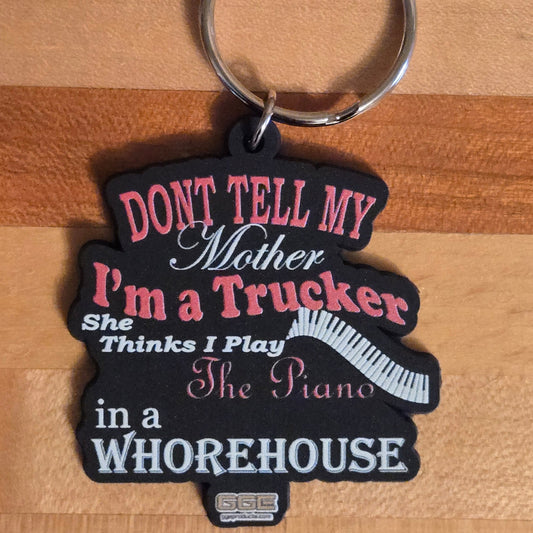 DONT TELL MY
Mother
I'm a Trucker
She
Thinks I Play
The Piano
in a
WHOREHOUSE
GGC